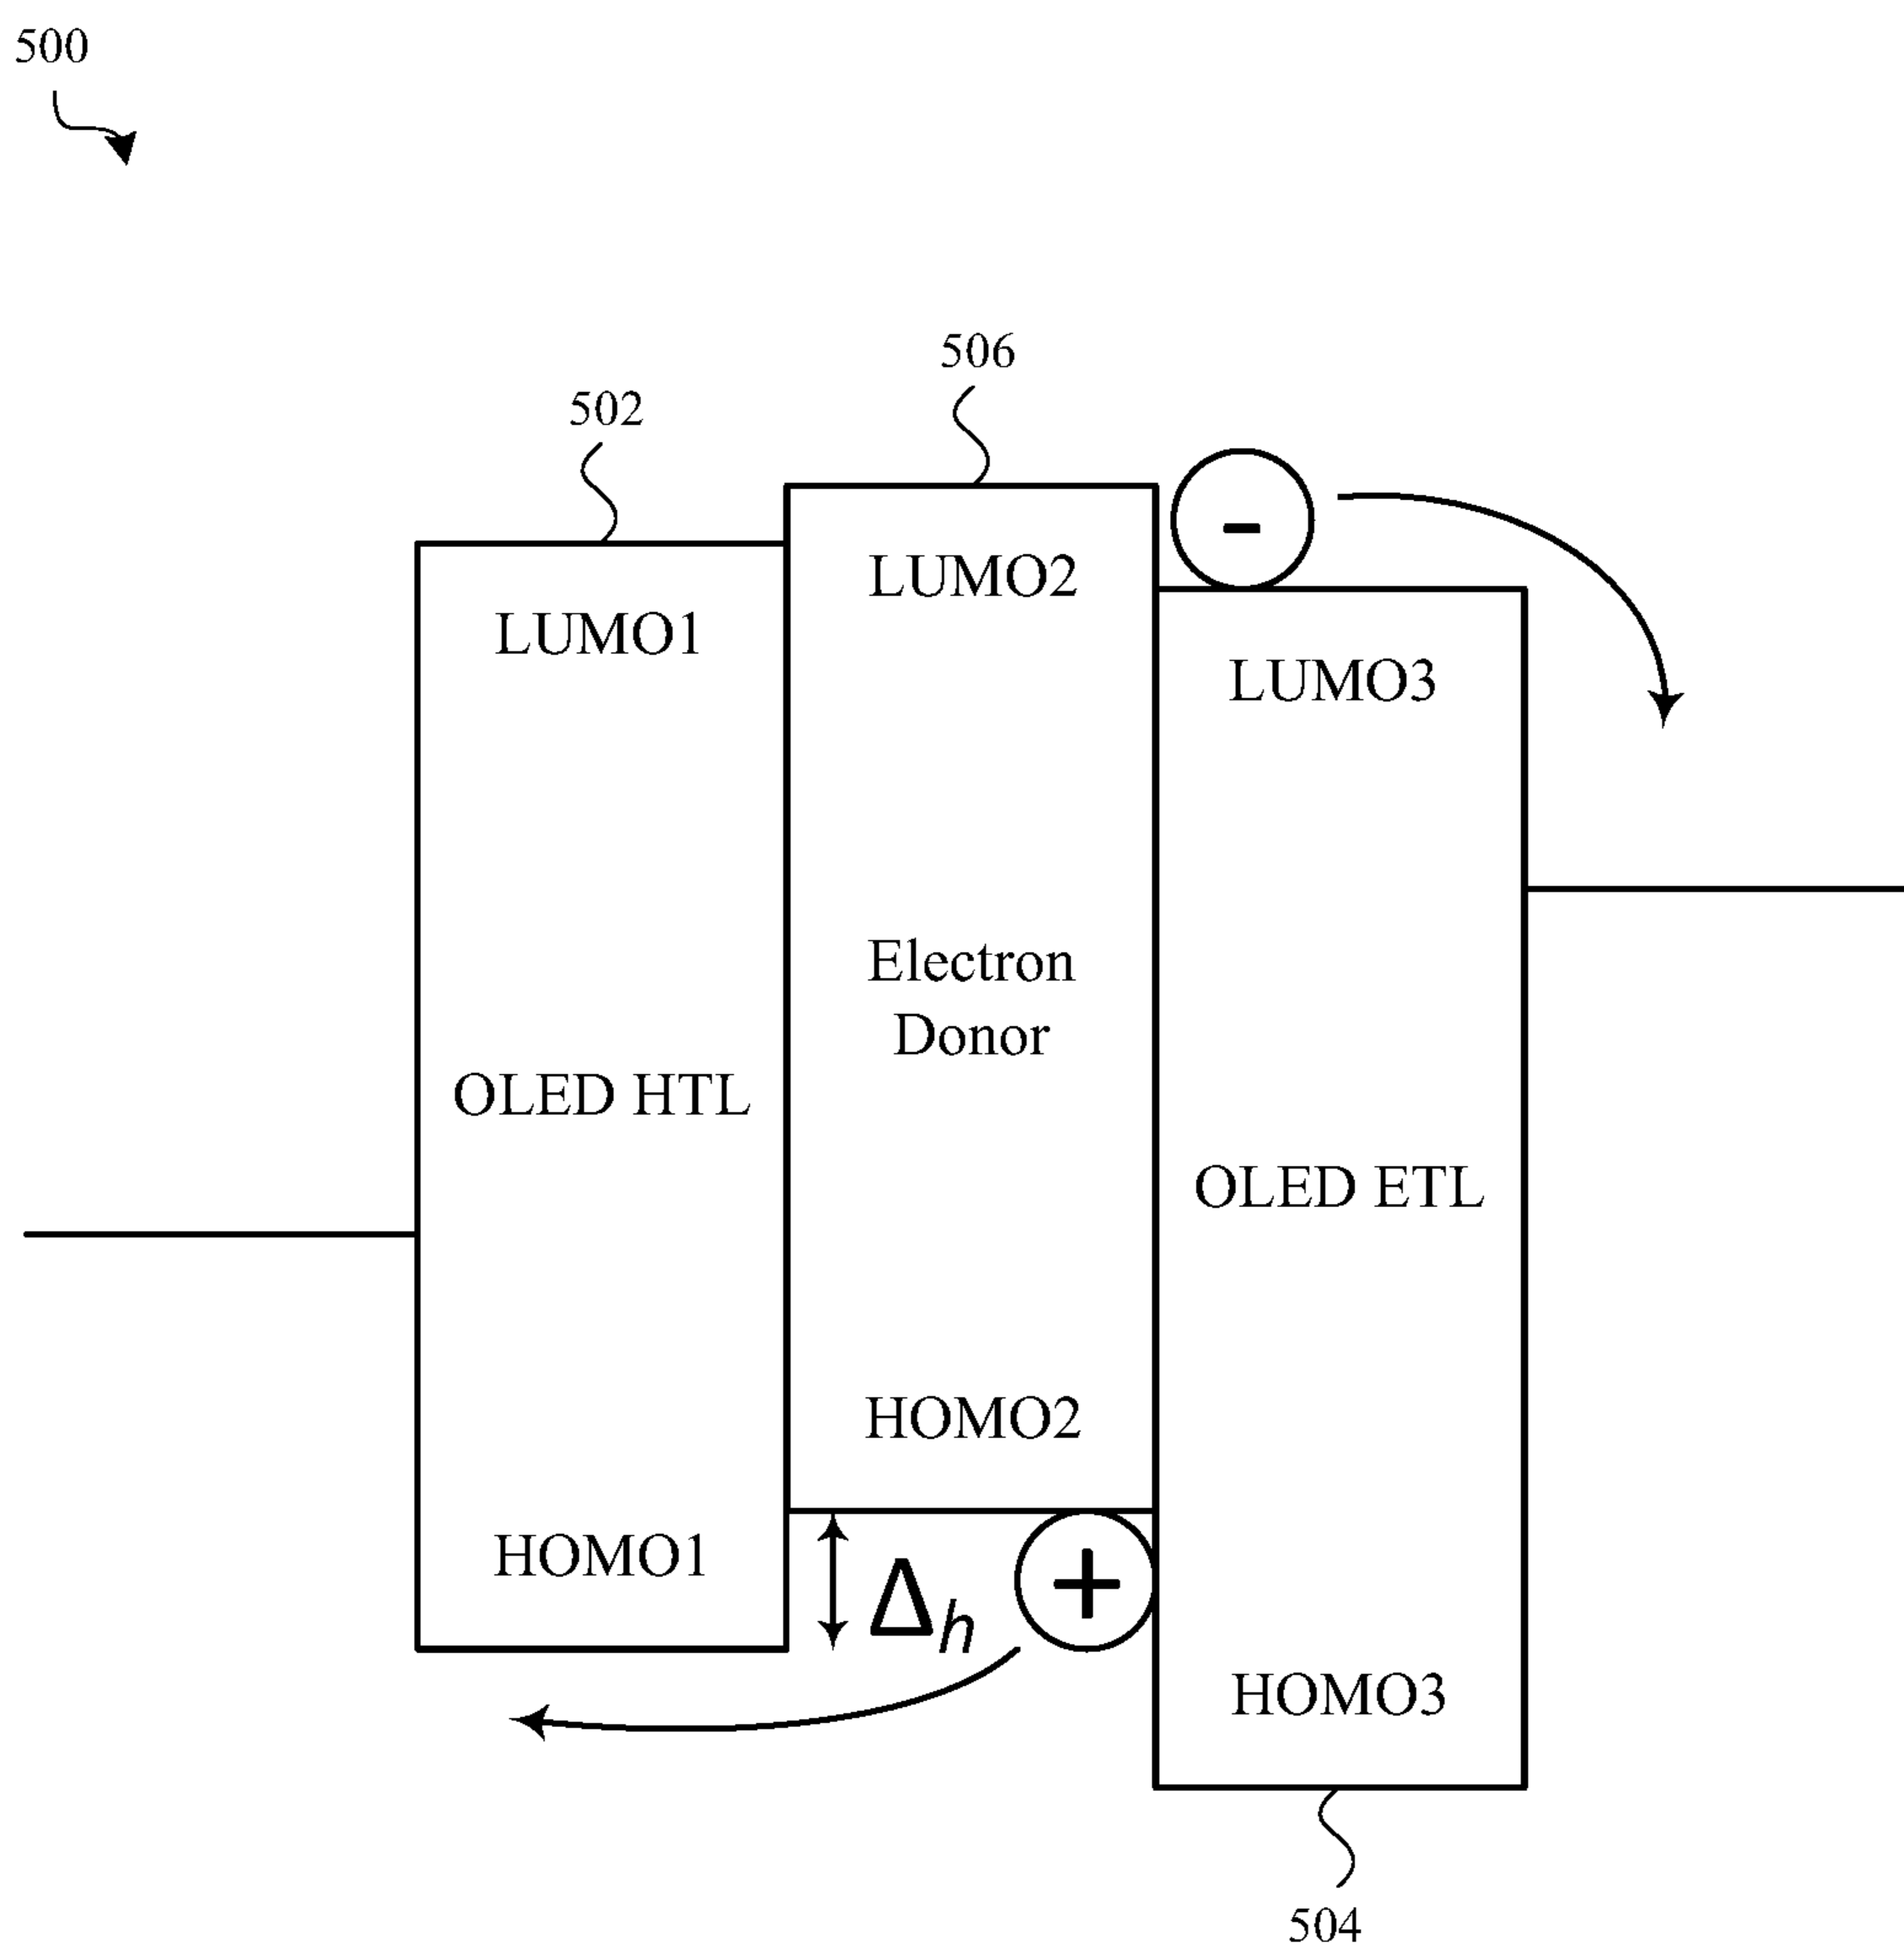 500
506
502
-
LUMO2
LUMO1
LUMO3
Electron
Donor
OLED HTL
OLED ETL
HOMO2
HOMO1
Δh
+
HOMO3
504